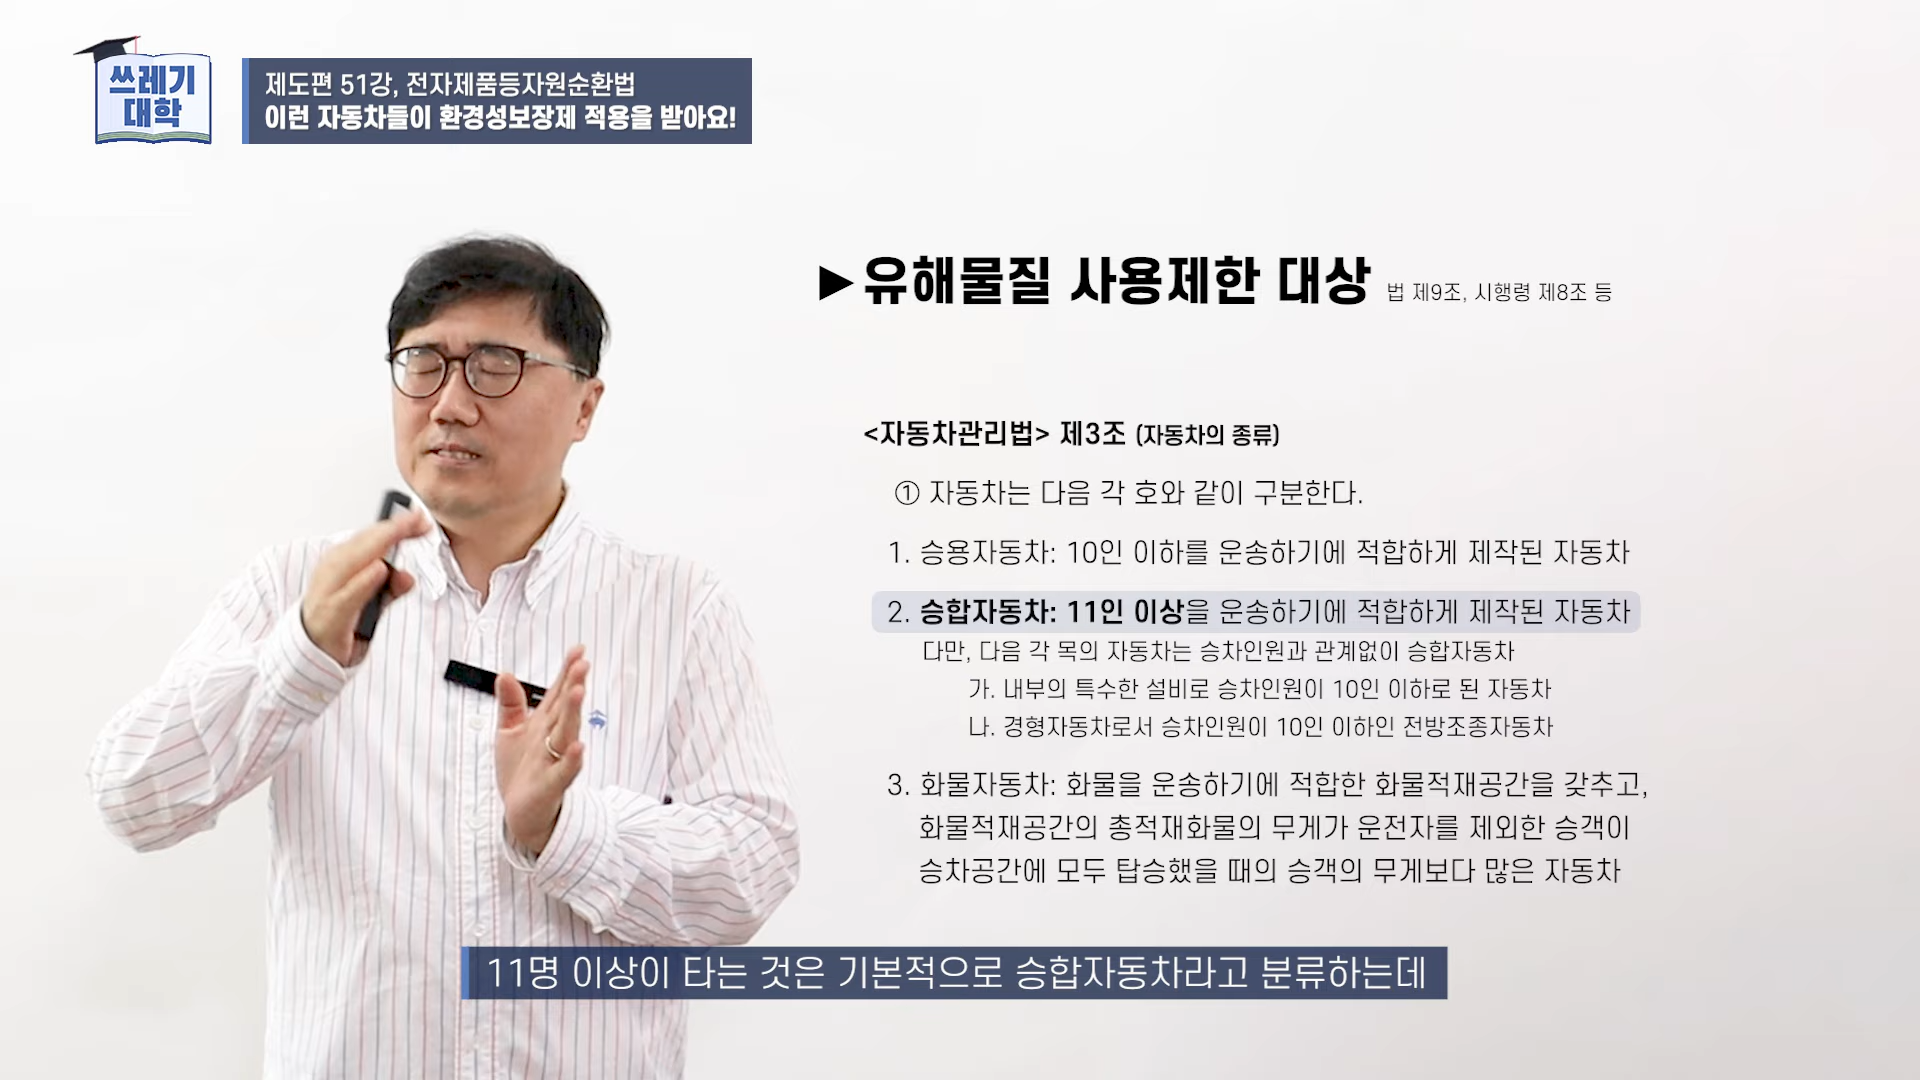 쓰레기
대학
제도편 51강, 전자제품등자원순환법
이런 자동차들이 환경성보장제 적용을 받아요!
▶유해물질 사용제한 대상 법 제9조, 시행령 제8조 등
<자동차관리법> 제3조 (자동차의 종류)
① 자동차는 다음 각 호와 같이 구분한다.
1. 승용자동차: 10인 이하를 운송하기에 적합하게 제작된 자동차
2. 승합자동차: 11인 이상을 운송하기에 적합하게 제작된 자동차
다만, 다음 각 목의 자동차는 승차인원과 관계없이 승합자동차
가. 내부의 특수한 설비로 승차인원이 10인 이하로 된 자동차
나. 경형자동차로서 승차인원이 10인 이하인 전방조종자동차
3. 화물자동차: 화물을 운송하기에 적합한 화물적재공간을 갖추고,
화물적재공간의 총적재화물의 무게가 운전자를 제외한 승객이
승차공간에 모두 탑승했을 때의 승객의 무게보다 많은 자동차
11명 이상이 타는 것은 기본적으로 승합자동차라고 분류하는데